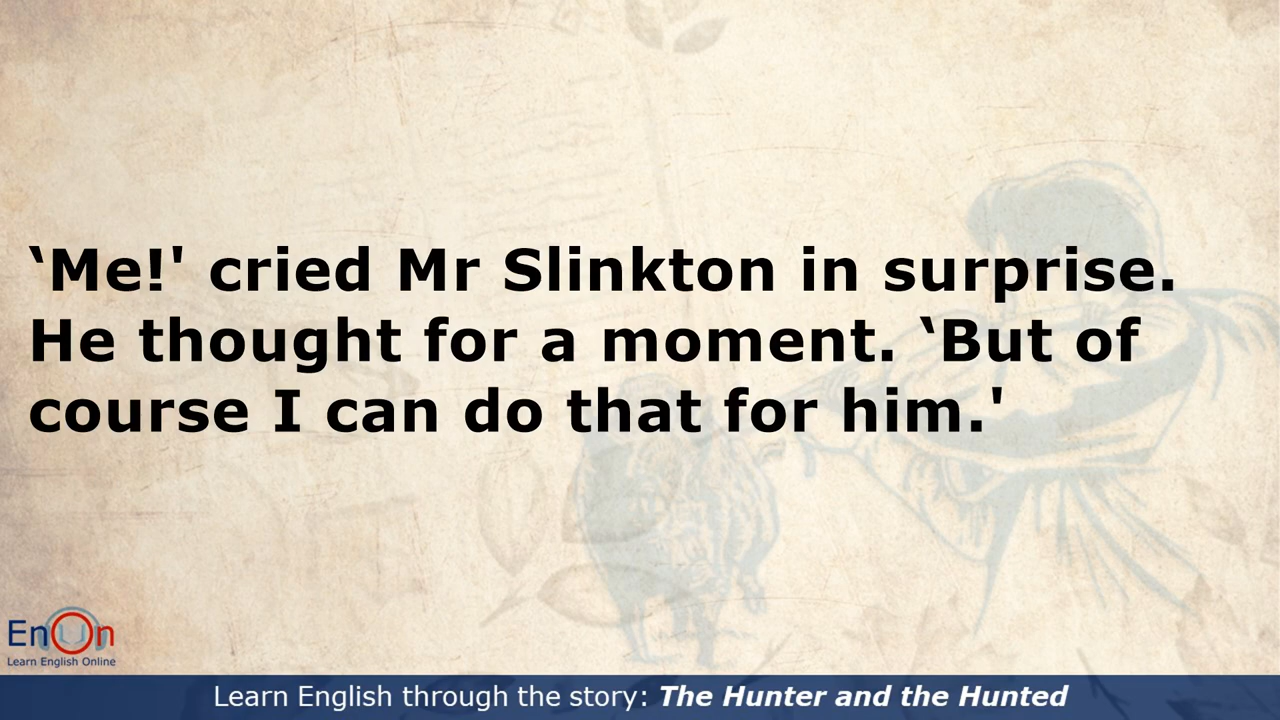 ‛Me!' cried Mr Slinkton in surprise.
He thought for a moment. ‛But of
course I can do that for him.'
EnOn
Learn English Online
Learn English through the story: The Hunter and the Hunted